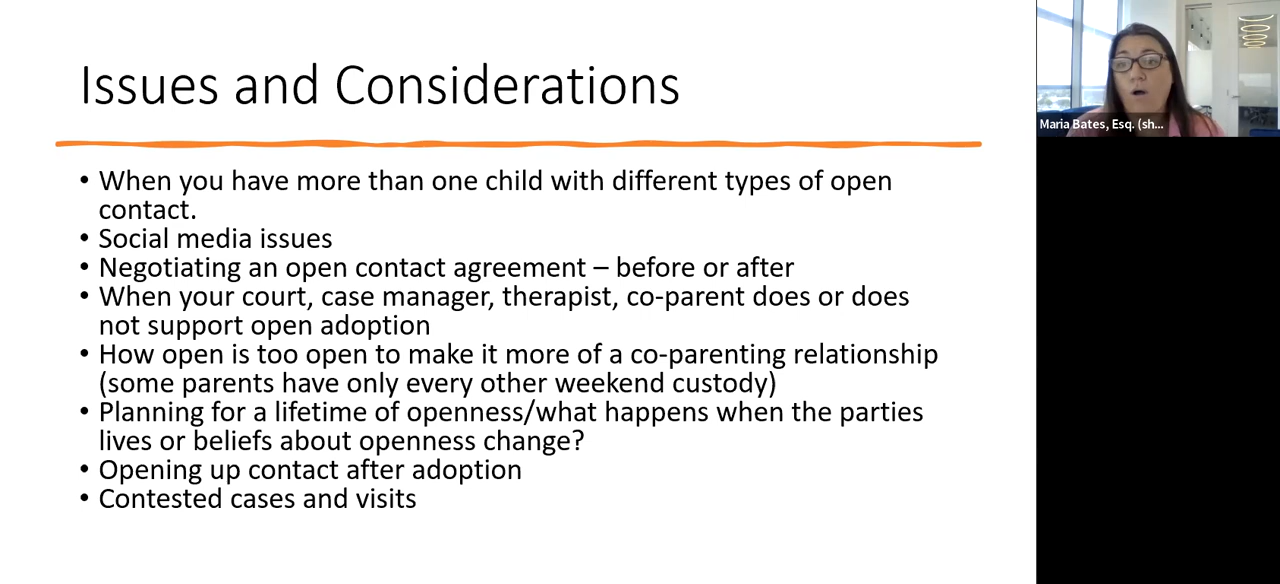 Issues and Considerations
• When you have more than one child with different types of open
contact.
• Social media issues
• Negotiating an open contact agreement – before or after
• When your court, case manager, therapist, co-parent does or does
not support open adoption
• How open is too open to make it more of a co-parenting relationship
(some parents have only every other weekend custody)
• Planning for a lifetime of openness/what happens when the parties
lives or beliefs about openness change?
• Opening up contact after adoption
• Contested cases and visits
Maria Bates, Esq. (sh...